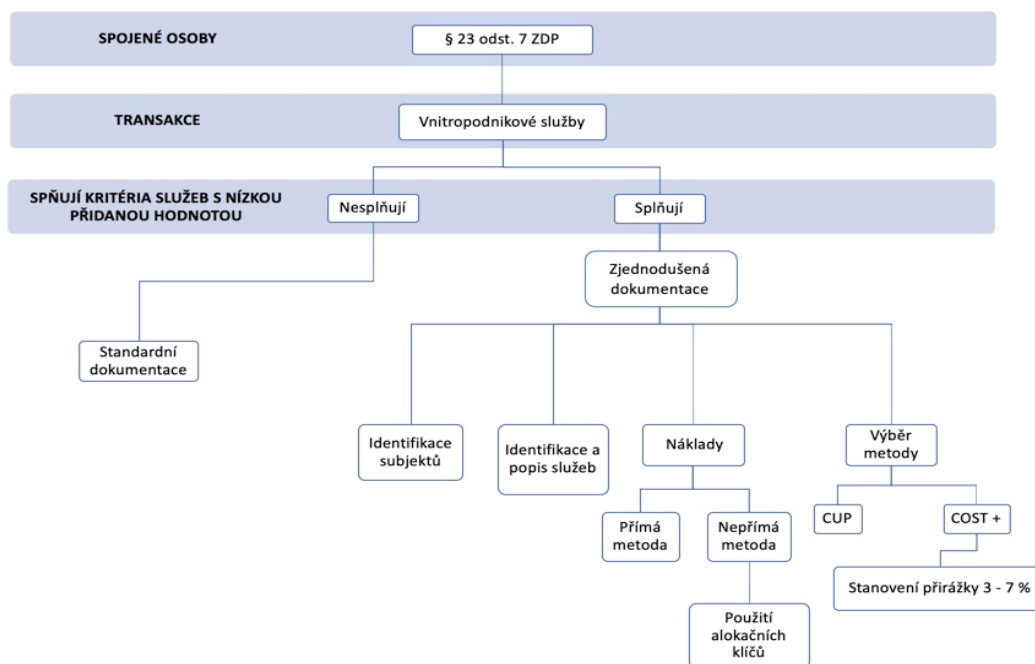 SPOJENÉ OSOBY
§ 23 odst. 7 ZDP
TRANSAKCE
Vnitropodnikové služby
SPŇUJÍ KRITÉRIA SLUŽEB S NÍZKOU
PŘIDANOU HODNOTOU
Nesplňují
Splňují
Zjednodušená
dokumentace
Standardní
dokumentace
Identifikace
subjektů
Identifikace a
popis služeb
Náklady
Výběr
metody
Přímá
metoda
Nepřímá
metoda
CUP
COST +
Stanovení přirážky 3 - 7 %
Použití
alokačních
klíčů